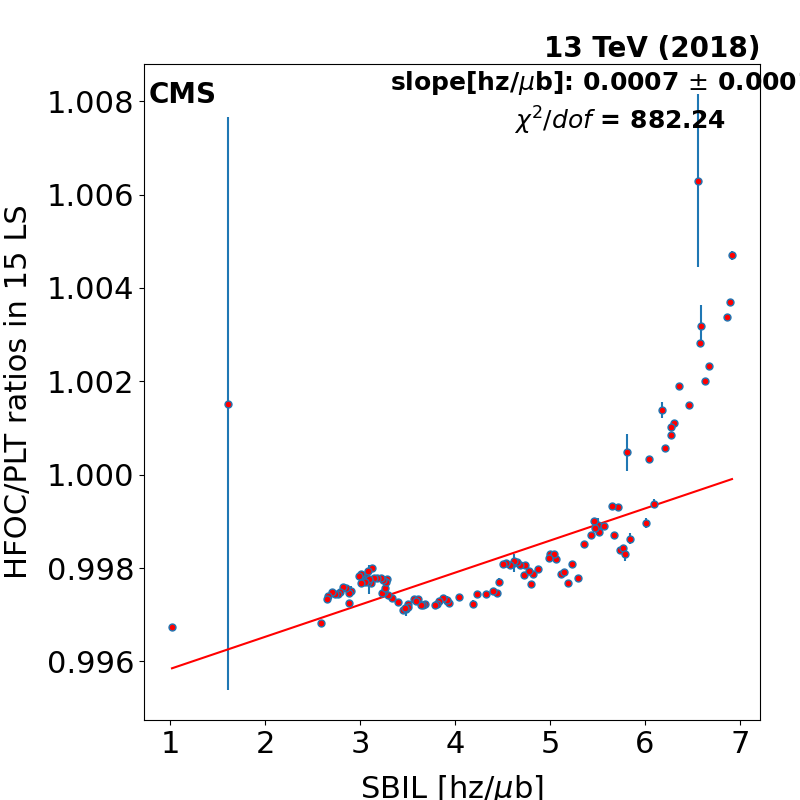 13 TeV (2018)
CMS
slope[hz/μb]: 0.0007 ± 0.000
χ²/dof = 882.24
HFOC/PLT ratios in 15 LS
1.008
1.006
1.004
1.002
1.000
0.998
0.996
1 2 3 4 5 6 7
SBIL [hz/μb]